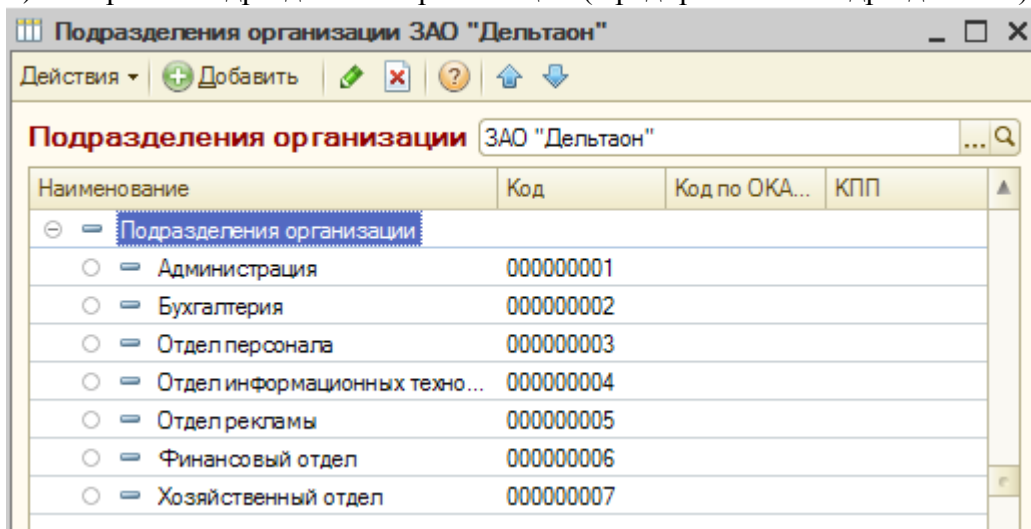 Подразделения организации ЗАО "Дельтаон"
Действия Добавить
Подразделения организации ЗАО "Дельтаон" ...
Наименование Код Код по ОКА... КПП
Подразделения организации
Администрация 000000001
Бухгалтерия 000000002
Отдел персонала 000000003
Отдел информационных техно... 000000004
Отдел рекламы 000000005
Финансовый отдел 000000006
Хозяйственный отдел 000000007